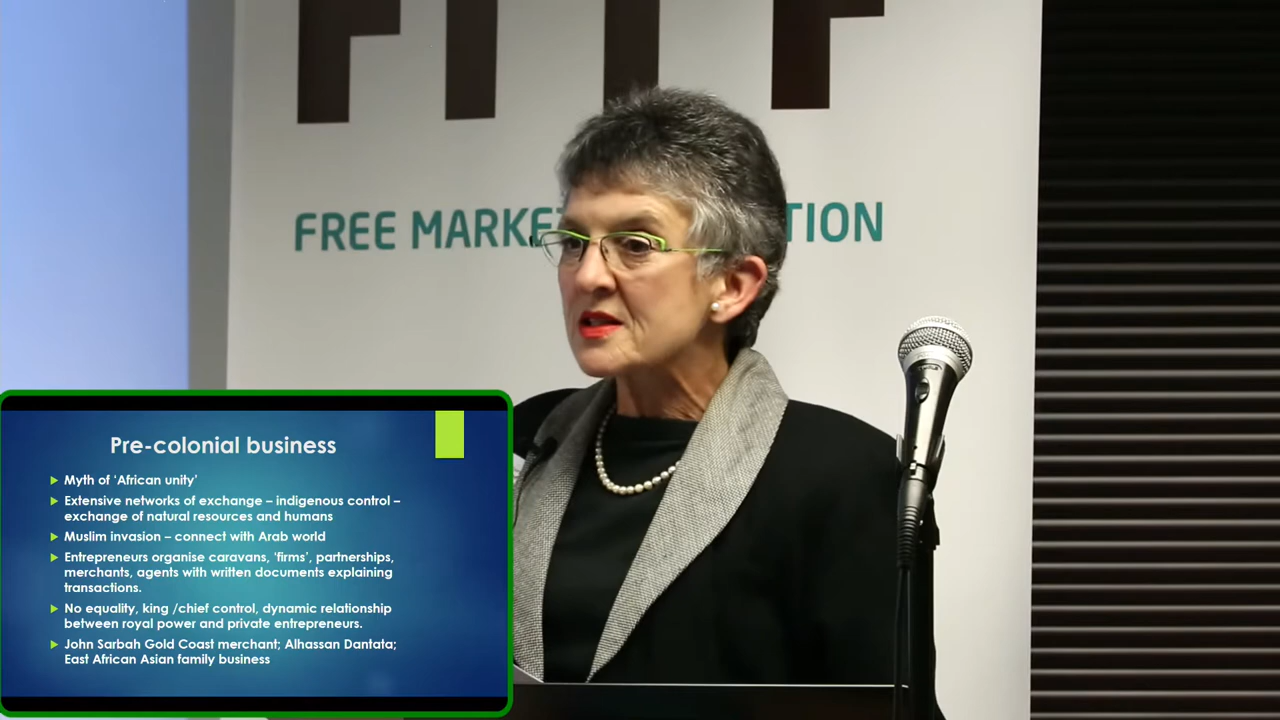 FREE MARKE TION
Pre-colonial business
Myth of ‘African unity’
Extensive networks of exchange – indigenous control –
exchange of natural resources and humans
Muslim invasion – connect with Arab world
Entrepreneurs organise caravans, ‘firms’, partnerships,
merchants, agents with written documents explaining
transactions.
No equality, king /chief control, dynamic relationship
between royal power and private entrepreneurs.
John Sarbah Gold Coast merchant; Alhassan Dantata;
East African Asian family business